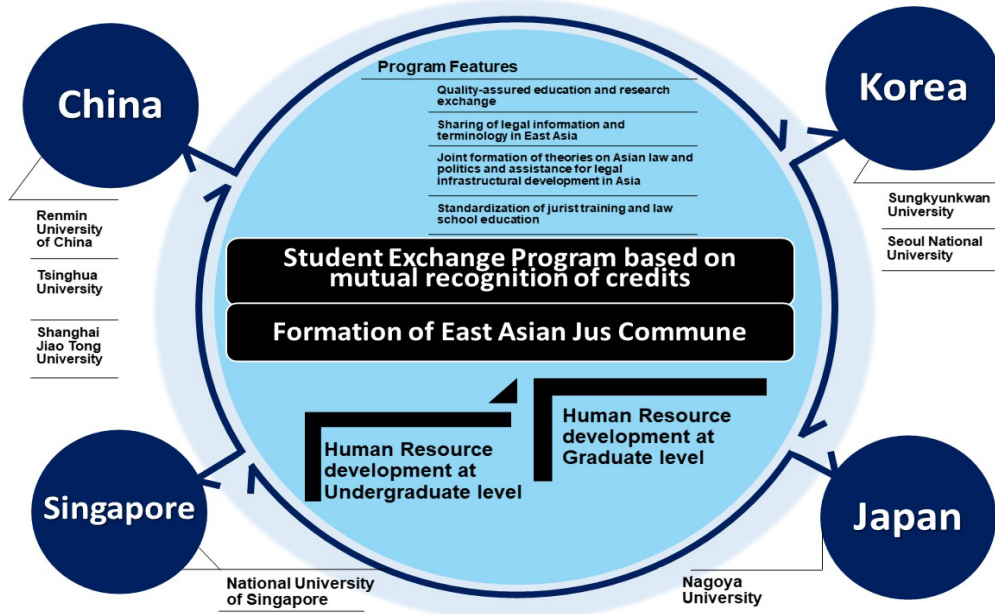 China
Renmin
University
of China
Tsinghua
University
Shanghai
Jiao Tong
University
Program Features
Quality-assured education and research
exchange
Sharing of legal information and
terminology in East Asia
Joint formation of theories on Asian law and
politics and assistance for legal
infrastructural development in Asia
Standardization of jurist training and law
school education
Korea
Sungkyunkwan
University
Seoul National
University
Student Exchange Program based on
mutual recognition of credits
Formation of East Asian Jus Commune
Human Resource
development at
Undergraduate level
Human Resource
development at
Graduate level
Singapore
National University
of Singapore
Japan
Nagoya
University